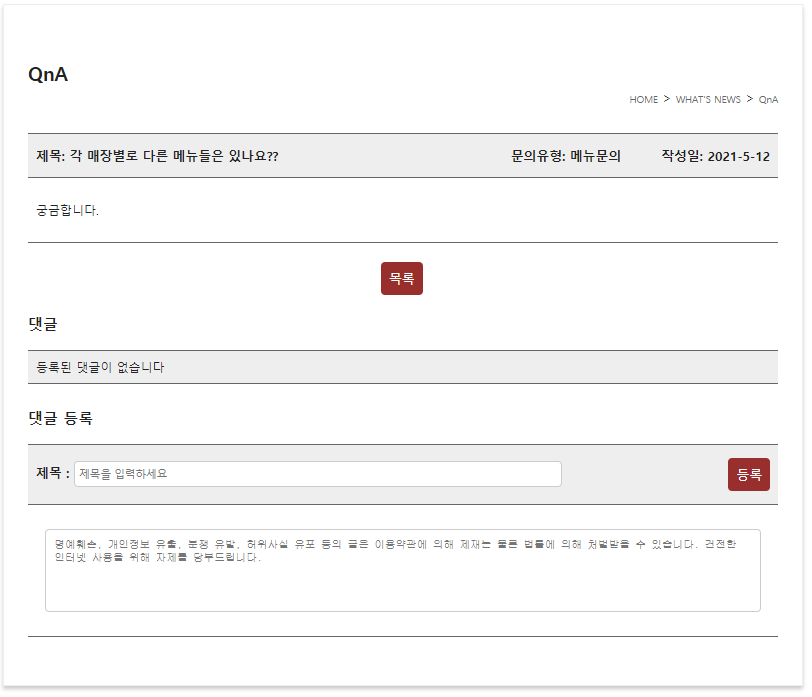 QnA
HOME > WHAT'S NEWS > QnA
제목: 각 매장별로 다른 메뉴들은 있나요?? 문의유형: 메뉴문의 작성일: 2021-5-12
궁금합니다.
목록
댓글
등록된 댓글이 없습니다
댓글 등록
제목 : 제목을 입력하세요 등록
명예훼손, 개인정보 유출, 분쟁 유발, 허위사실 유포 등의 글은 이용약관에 의해 제재는 물론 법률에 의해 처벌받을 수 있습니다. 건전한
인터넷 사용을 위해 자제를 당부드립니다.